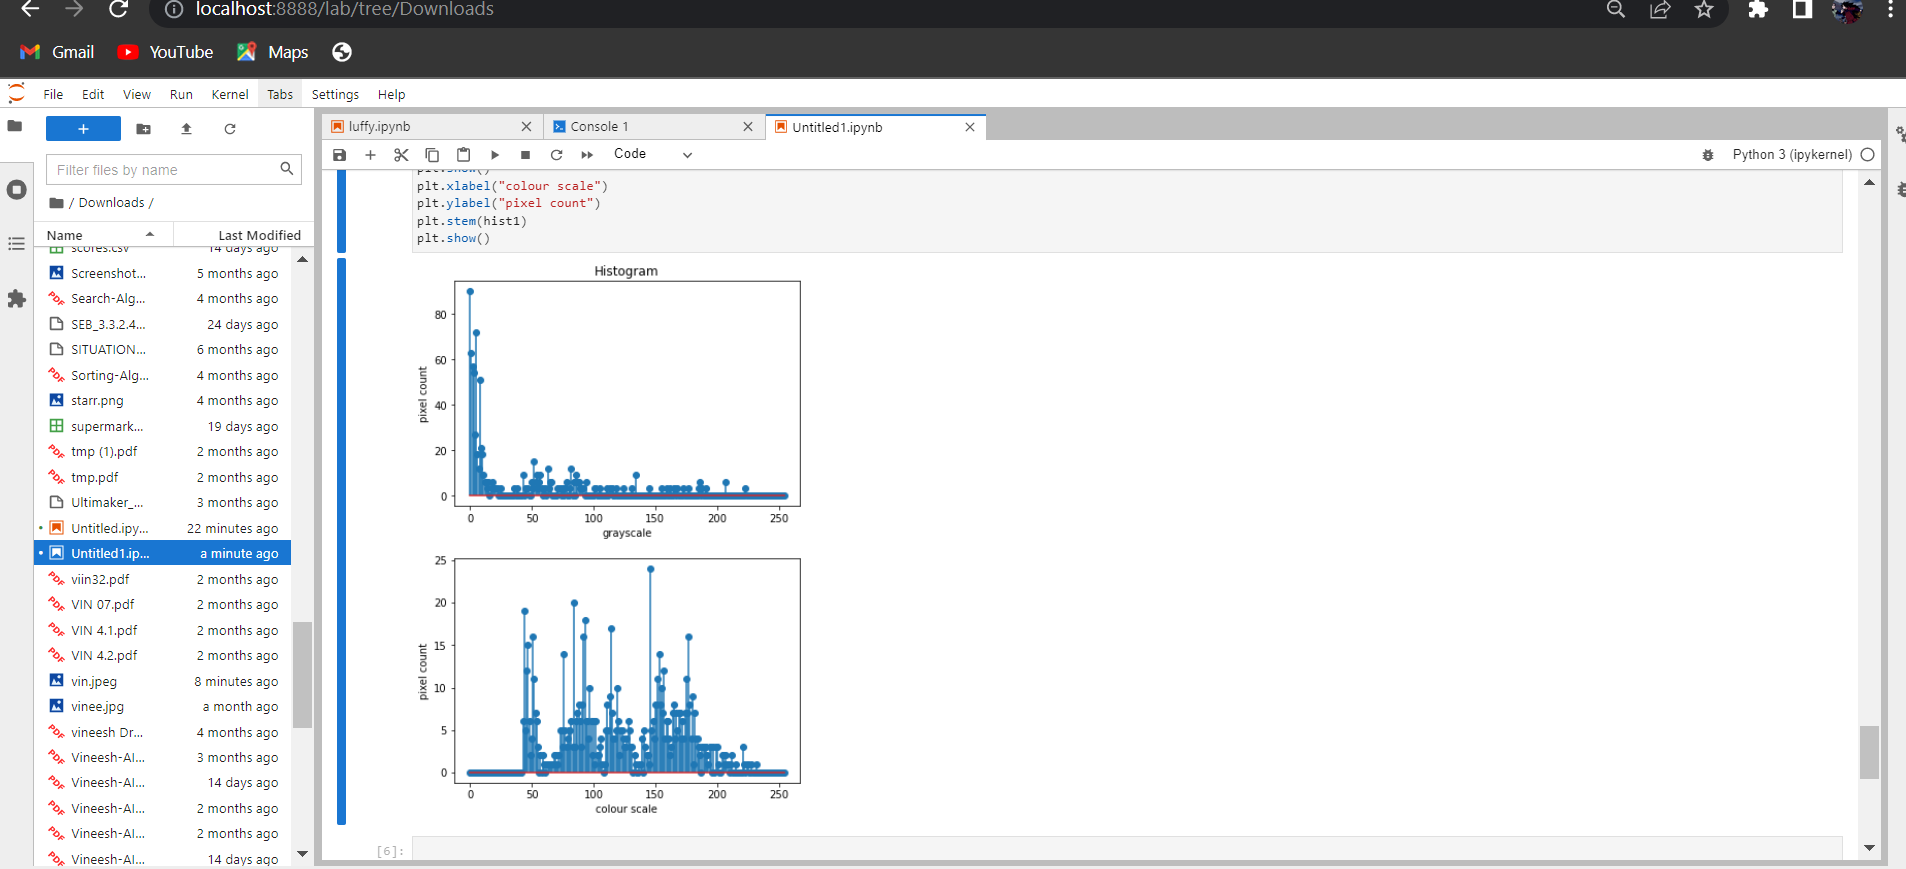 localhost:8888/lab/tree/Downloads
Gmail YouTube Maps
File Edit View Run Kernel Tabs Settings Help
luffy.ipynb Console 1 Untitled1.ipynb
Code Python 3 (ipykernel)
Filter files by name
/ Downloads /
Name Last Modified
scores.csv 14 days ago
Screenshot... 5 months ago
Search-Alg... 4 months ago
SEB_3.3.2.4... 24 days ago
SITUATION... 6 months ago
Sorting-Alg... 4 months ago
starr.png 4 months ago
supermark... 19 days ago
tmp (1).pdf 2 months ago
tmp.pdf 2 months ago
Ultimaker_... 3 months ago
Untitled.ipy... 22 minutes ago
Untitled1.ip... a minute ago
viin32.pdf 2 months ago
VIN 07.pdf 2 months ago
VIN 4.1.pdf 2 months ago
VIN 4.2.pdf 2 months ago
vin.jpeg 8 minutes ago
vinee.jpg a month ago
vineesh Dr... 4 months ago
Vineesh-AI... 3 months ago
Vineesh-AI... 14 days ago
Vineesh-AI... 2 months ago
Vineesh-AI... 2 months ago
Vineesh-AI... 14 days ago
plt.show()
plt.xlabel("colour scale")
plt.ylabel("pixel count")
plt.stem(hist1)
plt.show()
Histogram
pixel count
80
60
40
20
0
0 50 100 150 200 250
grayscale
pixel count
25
20
15
10
5
0
0 50 100 150 200 250
colour scale
[6]: